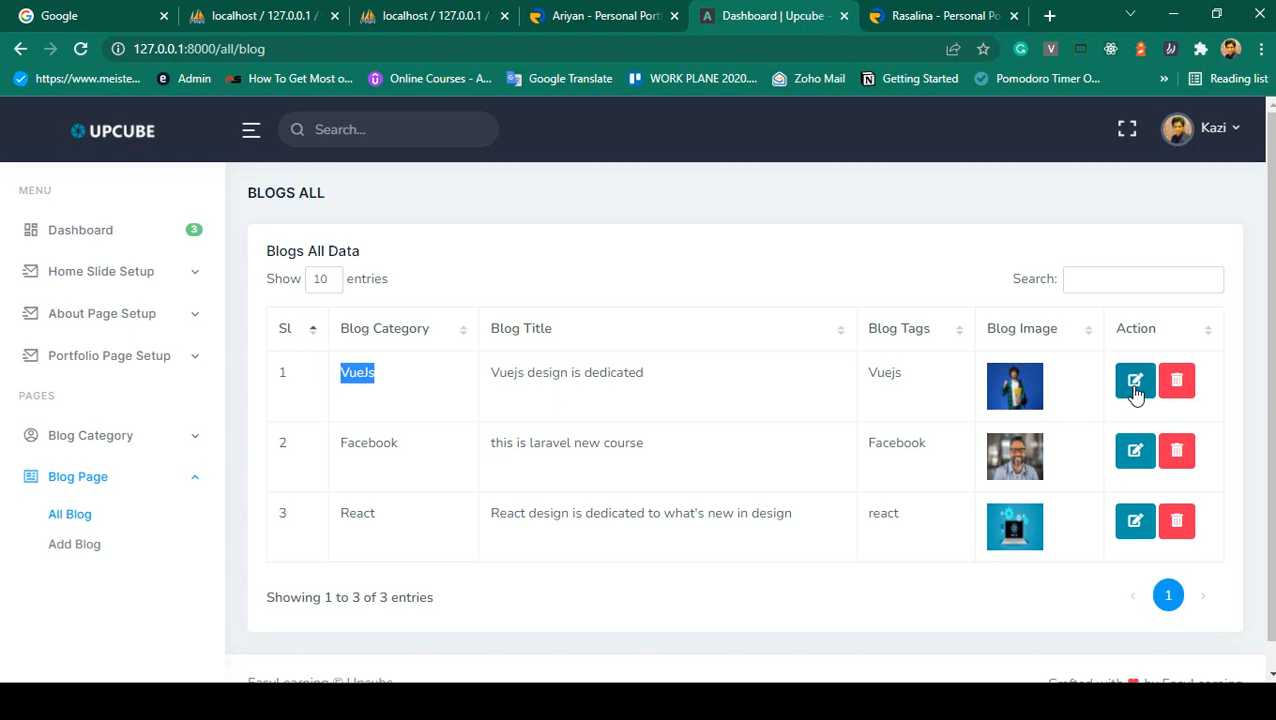 Google
localhost / 127.0.0.1 /
localhost / 127.0.0.1 /
Ariyan - Personal Port
Dashboard | Upcube -
Rasalina - Personal Po
127.0.0.1:8000/all/blog
https://www.meiste...
Admin
How To Get Most o...
Online Courses - A...
Google Translate
WORK PLANE 2020....
Zoho Mail
Getting Started
Pomodoro Timer O...
»
Reading list
UPCUBE
Search...
Kazi
MENU
Dashboard
3
Home Slide Setup
About Page Setup
Portfolio Page Setup
PAGES
Blog Category
Blog Page
All Blog
Add Blog
BLOGS ALL
Blogs All Data
Show 10 entries
Search:
Sl Blog Category Blog Title Blog Tags Blog Image Action
1 VueJs Vuejs design is dedicated Vuejs
2 Facebook this is laravel new course Facebook
3 React React design is dedicated to what's new in design react
Showing 1 to 3 of 3 entries
‹ 1 ›
EasyLearning © Upcube
Crafted with ❤ by EasyLearning